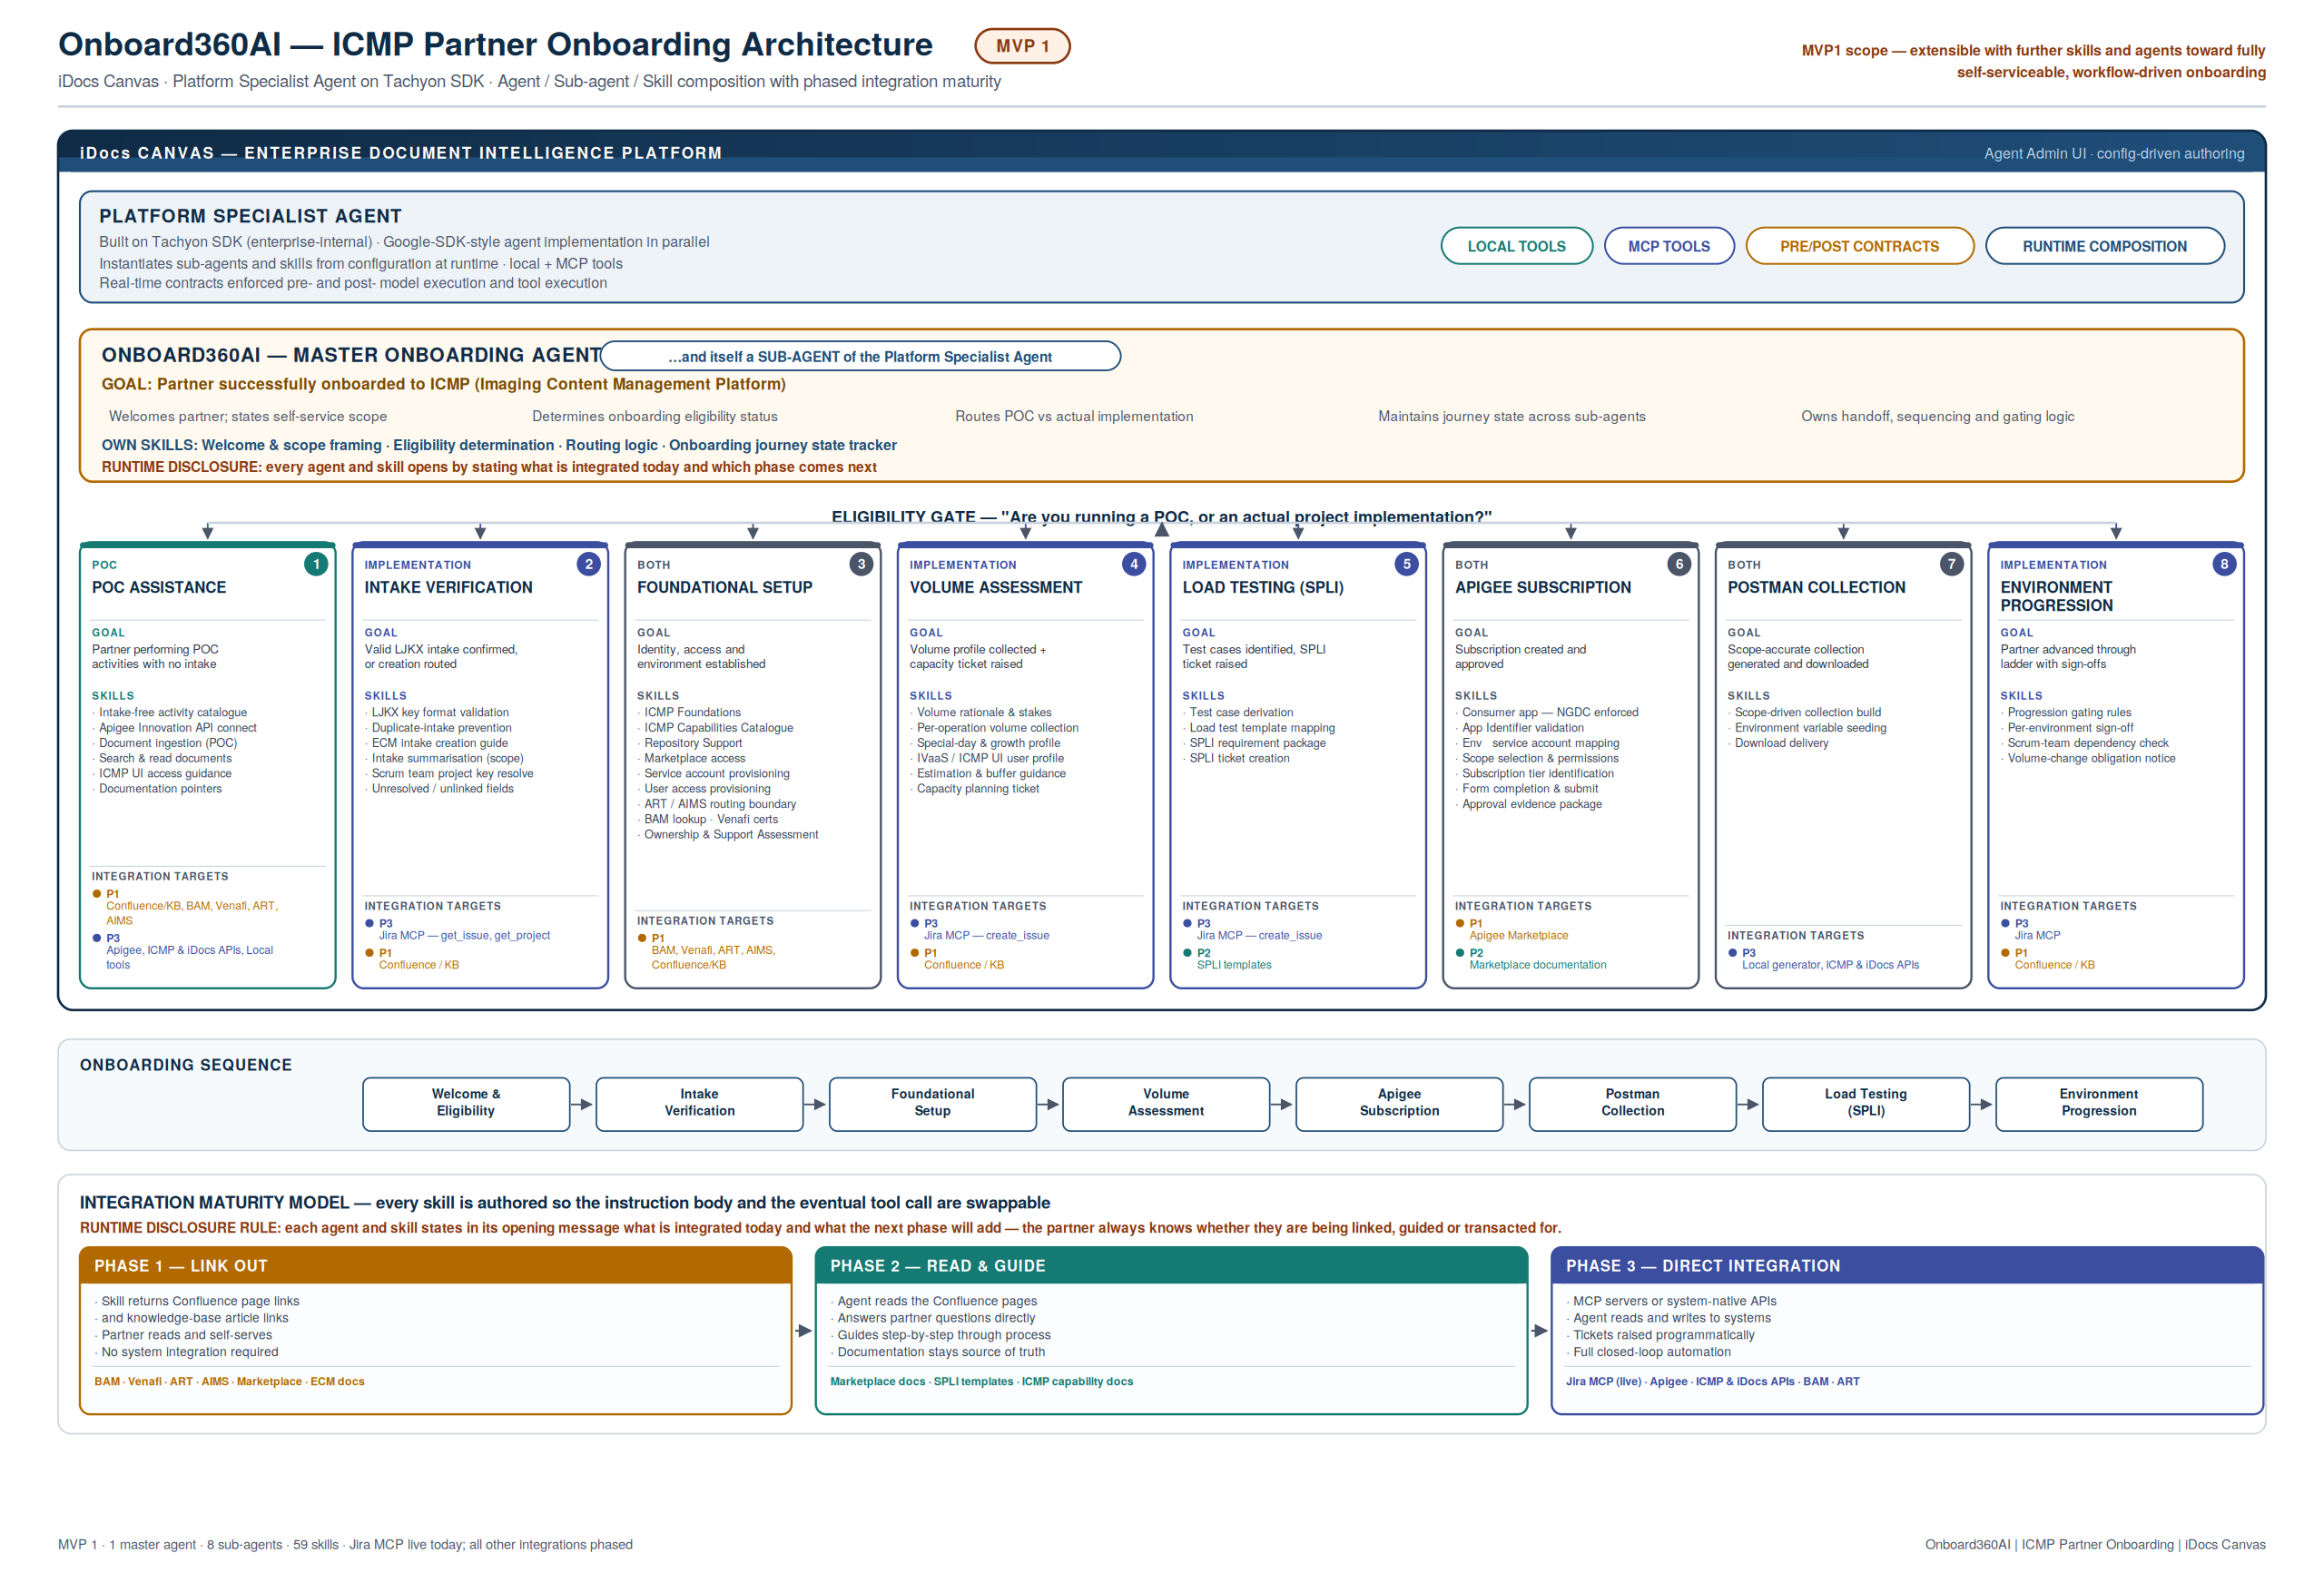 Onboard360AI — ICMP Partner Onboarding Architecture
MVP 1
MVP1 scope — extensible with further skills and agents toward fully
self-serviceable, workflow-driven onboarding
iDocs Canvas · Platform Specialist Agent on Tachyon SDK · Agent / Sub-agent / Skill composition with phased integration maturity
iDocs CANVAS — ENTERPRISE DOCUMENT INTELLIGENCE PLATFORM
Agent Admin UI · config-driven authoring
PLATFORM SPECIALIST AGENT
Built on Tachyon SDK (enterprise-internal) · Google-SDK-style agent implementation in parallel
Instantiates sub-agents and skills from configuration at runtime · local + MCP tools
Real-time contracts enforced pre- and post- model execution and tool execution
LOCAL TOOLS
MCP TOOLS
PRE/POST CONTRACTS
RUNTIME COMPOSITION
ONBOARD360AI — MASTER ONBOARDING AGENT
…and itself a SUB-AGENT of the Platform Specialist Agent
GOAL: Partner successfully onboarded to ICMP (Imaging Content Management Platform)
Welcomes partner; states self-service scope
Determines onboarding eligibility status
Routes POC vs actual implementation
Maintains journey state across sub-agents
Owns handoff, sequencing and gating logic
OWN SKILLS: Welcome & scope framing · Eligibility determination · Routing logic · Onboarding journey state tracker
RUNTIME DISCLOSURE: every agent and skill opens by stating what is integrated today and which phase comes next
ELIGIBILITY GATE — "Are you running a POC, or an actual project implementation?"
POC
1
POC ASSISTANCE
GOAL
Partner performing POC
activities with no intake
SKILLS
· Intake-free activity catalogue
· Apigee Innovation API connect
· Document ingestion (POC)
· Search & read documents
· ICMP UI access guidance
· Documentation pointers
INTEGRATION TARGETS
P1
Confluence/KB, BAM, Venafi, ART,
AIMS
P3
Apigee, ICMP & iDocs APIs, Local
tools
IMPLEMENTATION
2
INTAKE VERIFICATION
GOAL
Valid LJKX intake confirmed,
or creation routed
SKILLS
· LJKX key format validation
· Duplicate-intake prevention
· ECM intake creation guide
· Intake summarisation (scope)
· Scrum team project key resolve
· Unresolved / unlinked fields
INTEGRATION TARGETS
P3
Jira MCP — get_issue, get_project
P1
Confluence / KB
BOTH
3
FOUNDATIONAL SETUP
GOAL
Identity, access and
environment established
SKILLS
· ICMP Foundations
· ICMP Capabilities Catalogue
· Repository Support
· Marketplace access
· Service account provisioning
· User access provisioning
· ART / AIMS routing boundary
· BAM lookup · Venafi certs
· Ownership & Support Assessment
INTEGRATION TARGETS
P1
BAM, Venafi, ART, AIMS,
Confluence/KB
IMPLEMENTATION
4
VOLUME ASSESSMENT
GOAL
Volume profile collected +
capacity ticket raised
SKILLS
· Volume rationale & stakes
· Per-operation volume collection
· Special-day & growth profile
· IVaaS / ICMP UI user profile
· Estimation & buffer guidance
· Capacity planning ticket
INTEGRATION TARGETS
P3
Jira MCP — create_issue
P1
Confluence / KB
IMPLEMENTATION
5
LOAD TESTING (SPLI)
GOAL
Test cases identified, SPLI
ticket raised
SKILLS
· Test case derivation
· Load test template mapping
· SPLI requirement package
· SPLI ticket creation
INTEGRATION TARGETS
P3
Jira MCP — create_issue
P2
SPLI templates
BOTH
6
APIGEE SUBSCRIPTION
GOAL
Subscription created and
approved
SKILLS
· Consumer app — NGDC enforced
· App Identifier validation
· Env service account mapping
· Scope selection & permissions
· Subscription tier identification
· Form completion & submit
· Approval evidence package
INTEGRATION TARGETS
P1
Apigee Marketplace
P2
Marketplace documentation
BOTH
7
POSTMAN COLLECTION
GOAL
Scope-accurate collection
generated and downloaded
SKILLS
· Scope-driven collection build
· Environment variable seeding
· Download delivery
INTEGRATION TARGETS
P3
Local generator, ICMP & iDocs APIs
IMPLEMENTATION
8
ENVIRONMENT
PROGRESSION
GOAL
Partner advanced through
ladder with sign-offs
SKILLS
· Progression gating rules
· Per-environment sign-off
· Scrum-team dependency check
· Volume-change obligation notice
INTEGRATION TARGETS
P3
Jira MCP
P1
Confluence / KB
ONBOARDING SEQUENCE
Welcome &
Eligibility
Intake
Verification
Foundational
Setup
Volume
Assessment
Apigee
Subscription
Postman
Collection
Load Testing
(SPLI)
Environment
Progression
INTEGRATION MATURITY MODEL — every skill is authored so the instruction body and the eventual tool call are swappable
RUNTIME DISCLOSURE RULE: each agent and skill states in its opening message what is integrated today and what the next phase will add — the partner always knows whether they are being linked, guided or transacted for.
PHASE 1 — LINK OUT
· Skill returns Confluence page links
· and knowledge-base article links
· Partner reads and self-serves
· No system integration required
BAM · Venafi · ART · AIMS · Marketplace · ECM docs
PHASE 2 — READ & GUIDE
· Agent reads the Confluence pages
· Answers partner questions directly
· Guides step-by-step through process
· Documentation stays source of truth
Marketplace docs · SPLI templates · ICMP capability docs
PHASE 3 — DIRECT INTEGRATION
· MCP servers or system-native APIs
· Agent reads and writes to systems
· Tickets raised programmatically
· Full closed-loop automation
Jira MCP (live) · Apigee · ICMP & iDocs APIs · BAM · ART
MVP 1 · 1 master agent · 8 sub-agents · 59 skills · Jira MCP live today; all other integrations phased
Onboard360AI | ICMP Partner Onboarding | iDocs Canvas